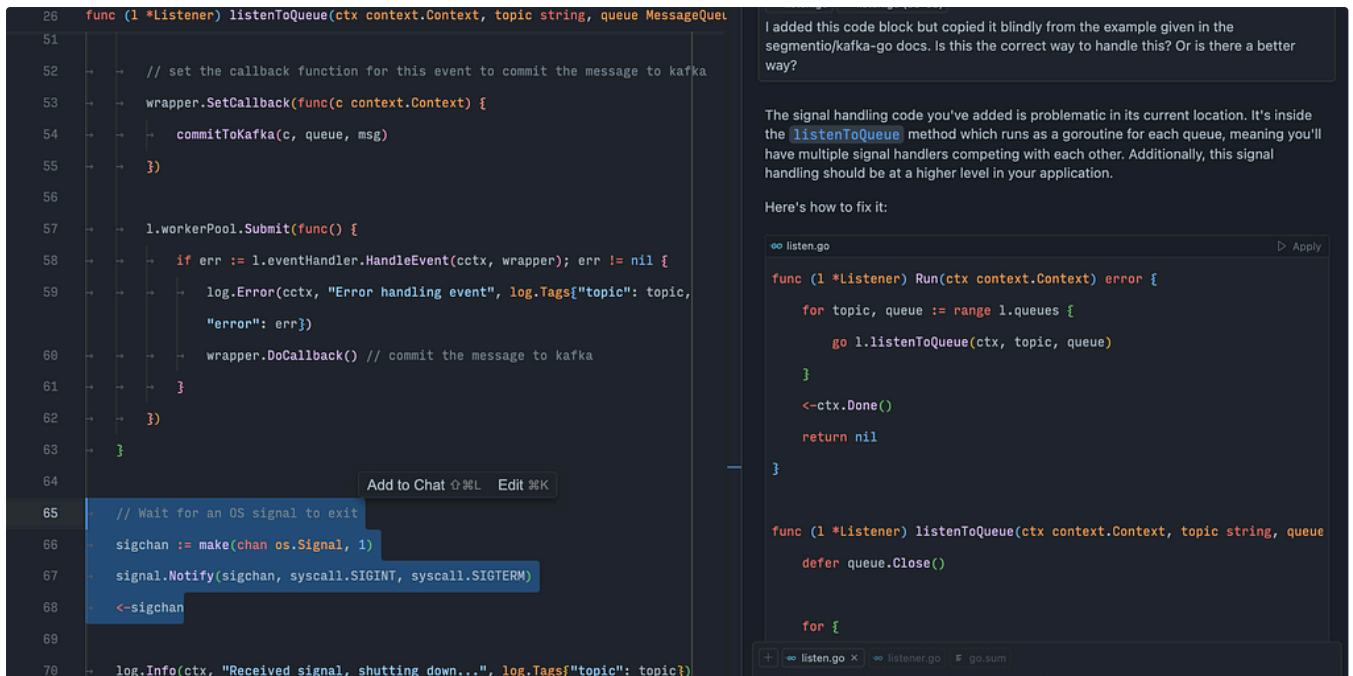 26 func (l *Listener) listenToQueue(ctx context.Context, topic string, queue MessageQueu
51
52 // set the callback function for this event to commit the message to kafka
53 wrapper.SetCallback(func(c context.Context) {
54 commitToKafka(c, queue, msg)
55 })
56
57 l.workerPool.Submit(func() {
58 if err := l.eventHandler.HandleEvent(cctx, wrapper); err != nil {
59 log.Error(cctx, "Error handling event", log.Tags{"topic": topic,
"error": err})
60 wrapper.DoCallback() // commit the message to kafka
61 }
62 })
63 }
64
Add to Chat ⇧⌘L Edit ⌘K
65 // Wait for an OS signal to exit
66 sigchan := make(chan os.Signal, 1)
67 signal.Notify(sigchan, syscall.SIGINT, syscall.SIGTERM)
68 <-sigchan
69
70 log.Info(ctx, "Received signal, shutting down...", log.Tags{"topic": topic})
I added this code block but copied it blindly from the example given in the
segmentio/kafka-go docs. Is this the correct way to handle this? Or is there a better
way?
The signal handling code you've added is problematic in its current location. It's inside
the listenToQueue method which runs as a goroutine for each queue, meaning you'll
have multiple signal handlers competing with each other. Additionally, this signal
handling should be at a higher level in your application.
Here's how to fix it:
listen.go Apply
func (l *Listener) Run(ctx context.Context) error {
for topic, queue := range l.queues {
go l.listenToQueue(ctx, topic, queue)
}
<-ctx.Done()
return nil
}
func (l *Listener) listenToQueue(ctx context.Context, topic string, queue
defer queue.Close()
for {
+ listen.go × listener.go go.sum